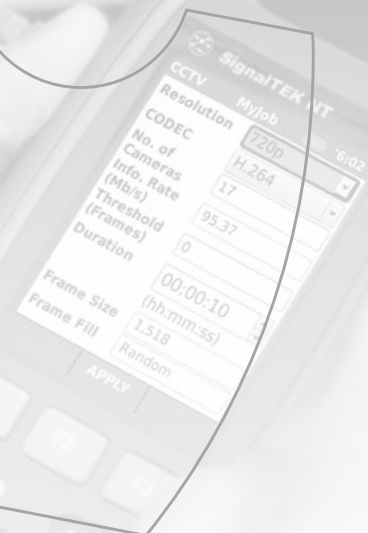 SignalTEK NT
CCTV MyJob
Resolution 720p
CODEC H.264
No. of Cameras 17
Info. Rate (Mb/s) 95.37
Threshold (Frames) 0
Duration 00:00:10
(hh:mm:ss)
Frame Size 1,518
Frame Fill Random
APPLY
F2
F3